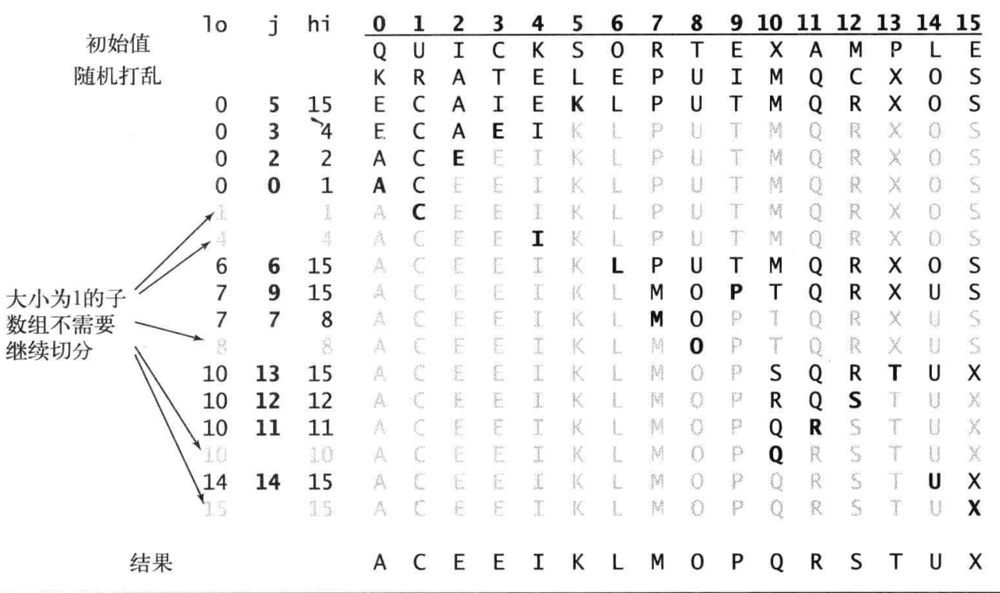 lo j hi 0 1 2 3 4 5 6 7 8 9 10 11 12 13 14 15
初始值 Q U I C K S O R T E X A M P L E
随机打乱 K R A T E L E P U I M Q C X O S
0 5 15 E C A I E K L P U T M Q R X O S
0 3 4 E C A E I K L P U T M Q R X O S
0 2 2 A C E E I K L P U T M Q R X O S
0 0 1 A C E E I K L P U T M Q R X O S
1 1 A C E E I K L P U T M Q R X O S
4 4 A C E E I K L P U T M Q R X O S
6 6 15 A C E E I K L P U T M Q R X O S
大小为1的子
数组不需要
继续切分
7 9 15 A C E E I K L M O P T Q R X U S
7 7 8 A C E E I K L M O P T Q R X U S
8 8 A C E E I K L M O P T Q R X U S
10 13 15 A C E E I K L M O P S Q R T U X
10 12 12 A C E E I K L M O P R Q S T U X
10 11 11 A C E E I K L M O P Q R S T U X
10 10 A C E E I K L M O P Q R S T U X
14 14 15 A C E E I K L M O P Q R S T U X
15 15 A C E E I K L M O P Q R S T U X
结果 A C E E I K L M O P Q R S T U X